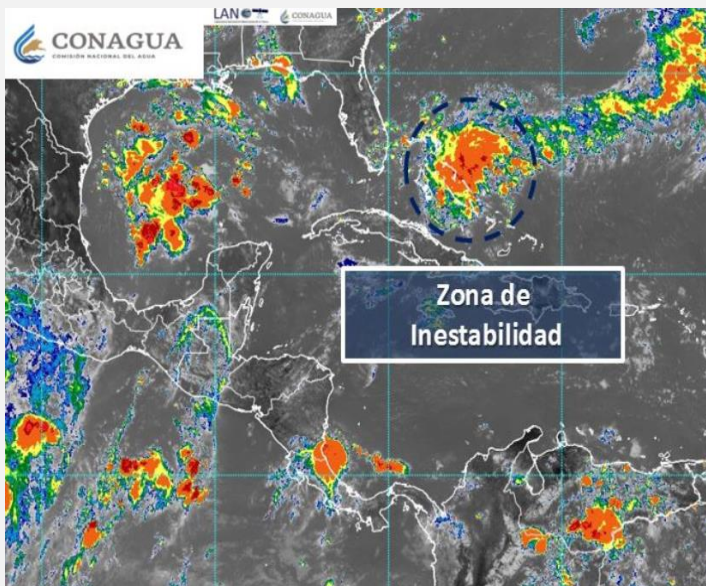 LANOT
CONAGUA
CONAGUA
COMISIÓN NACIONAL DEL AGUA
Zona de
Inestabilidad